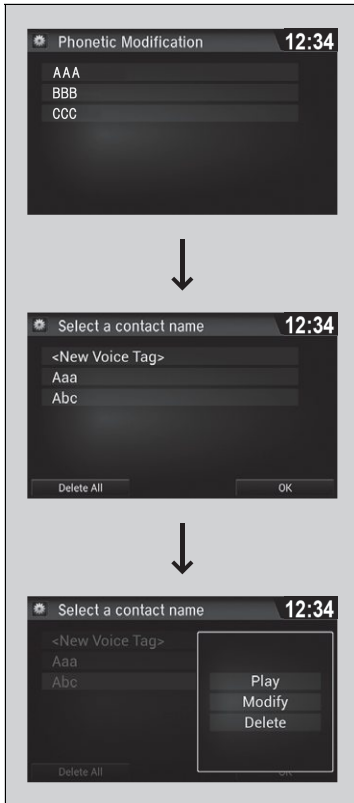 Phonetic Modification 12:34
AAA
BBB
CCC
Select a contact name 12:34
<New Voice Tag>
Aaa
Abc
Delete All OK
Select a contact name 12:34
<New Voice Tag>
Aaa
Abc
Play
Modify
Delete
Delete All OK